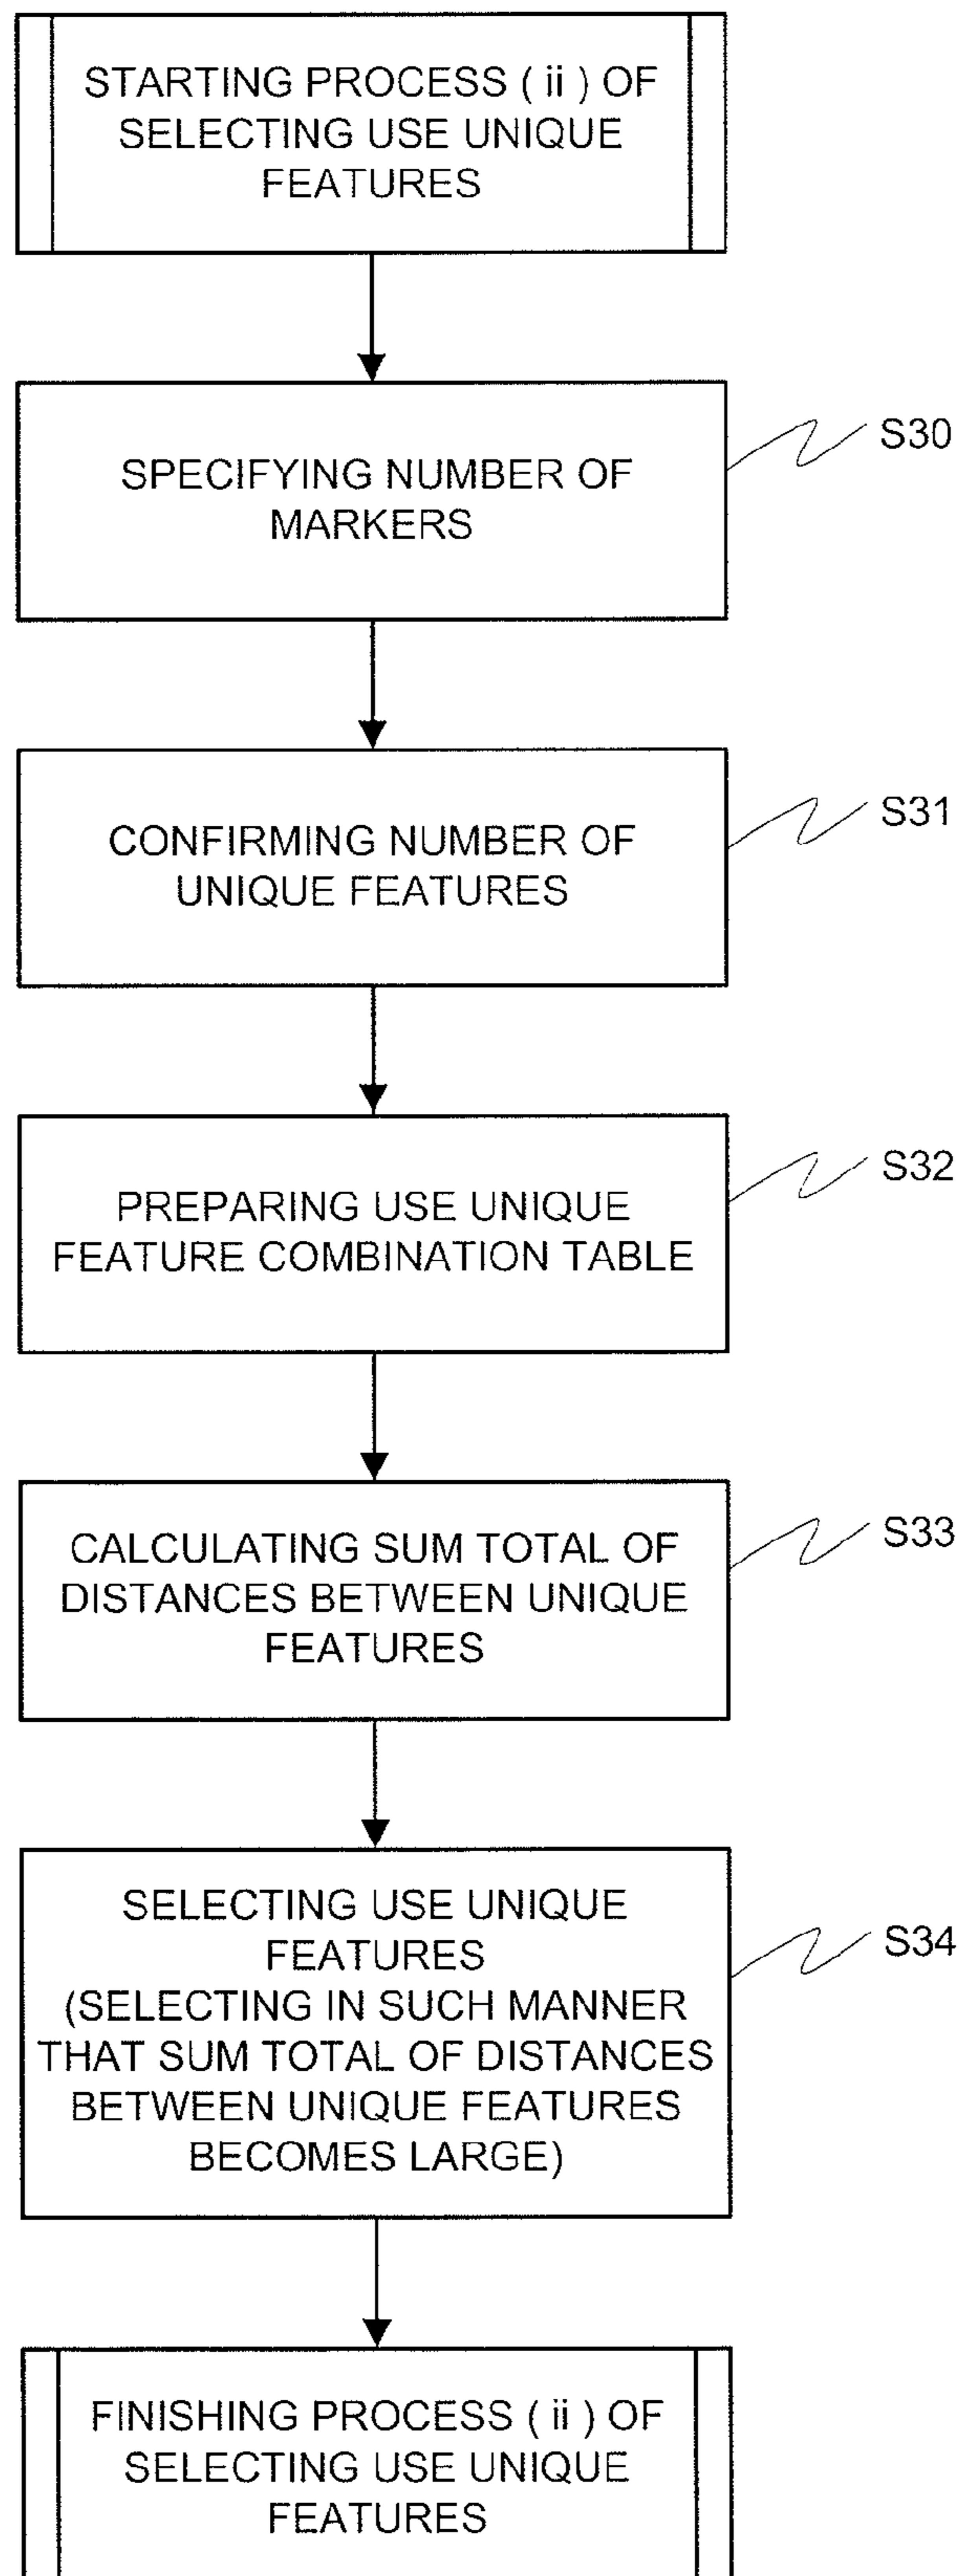 STARTING PROCESS ( ii ) OF
SELECTING USE UNIQUE
FEATURES
SPECIFYING NUMBER OF
MARKERS
S30
CONFIRMING NUMBER OF
UNIQUE FEATURES
S31
PREPARING USE UNIQUE
FEATURE COMBINATION TABLE
S32
CALCULATING SUM TOTAL OF
DISTANCES BETWEEN UNIQUE
FEATURES
S33
SELECTING USE UNIQUE
FEATURES
(SELECTING IN SUCH MANNER
THAT SUM TOTAL OF DISTANCES
BETWEEN UNIQUE FEATURES
BECOMES LARGE)
S34
FINISHING PROCESS ( ii ) OF
SELECTING USE UNIQUE
FEATURES